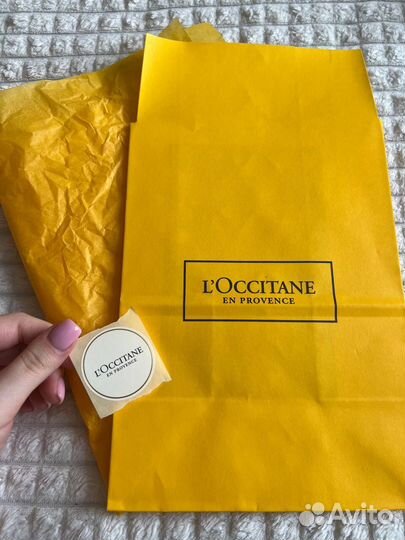 L'OCCITANE
EN PROVENCE
L'OCCITANE
EN PROVENCE
Avito